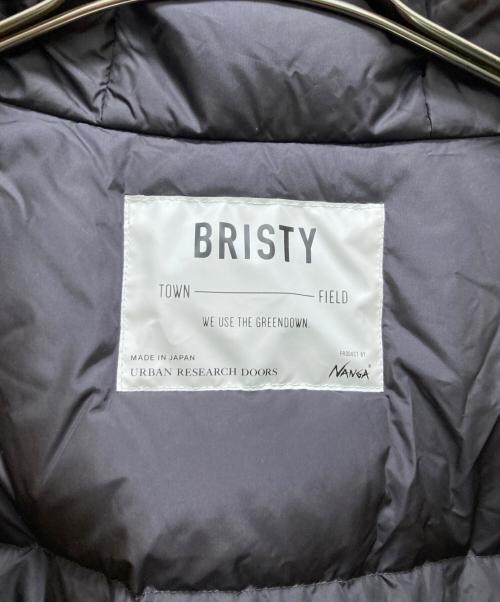 BRISTY
TOWN FIELD
WE USE THE GREENDOWN.
MADE IN JAPAN
URBAN RESEARCH DOORS
PRODUCT BY
NANGA®